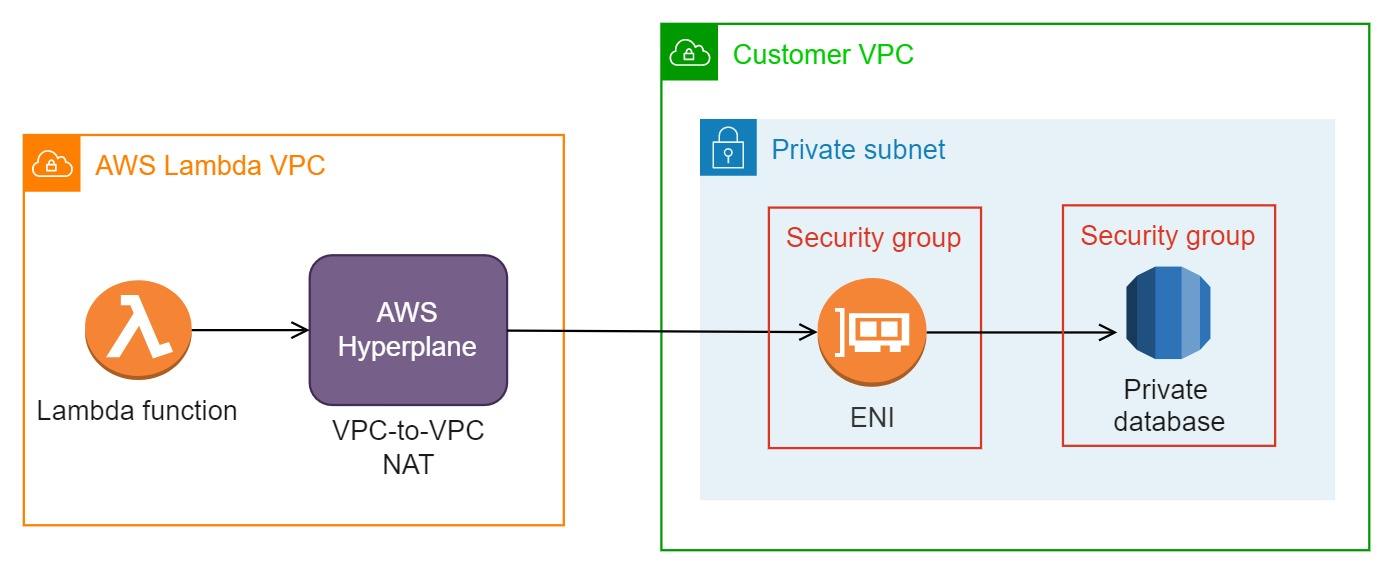 Customer VPC
AWS Lambda VPC
Private subnet
Security group
Security group
AWS
Hyperplane
Lambda function
VPC-to-VPC
NAT
ENI
Private
database